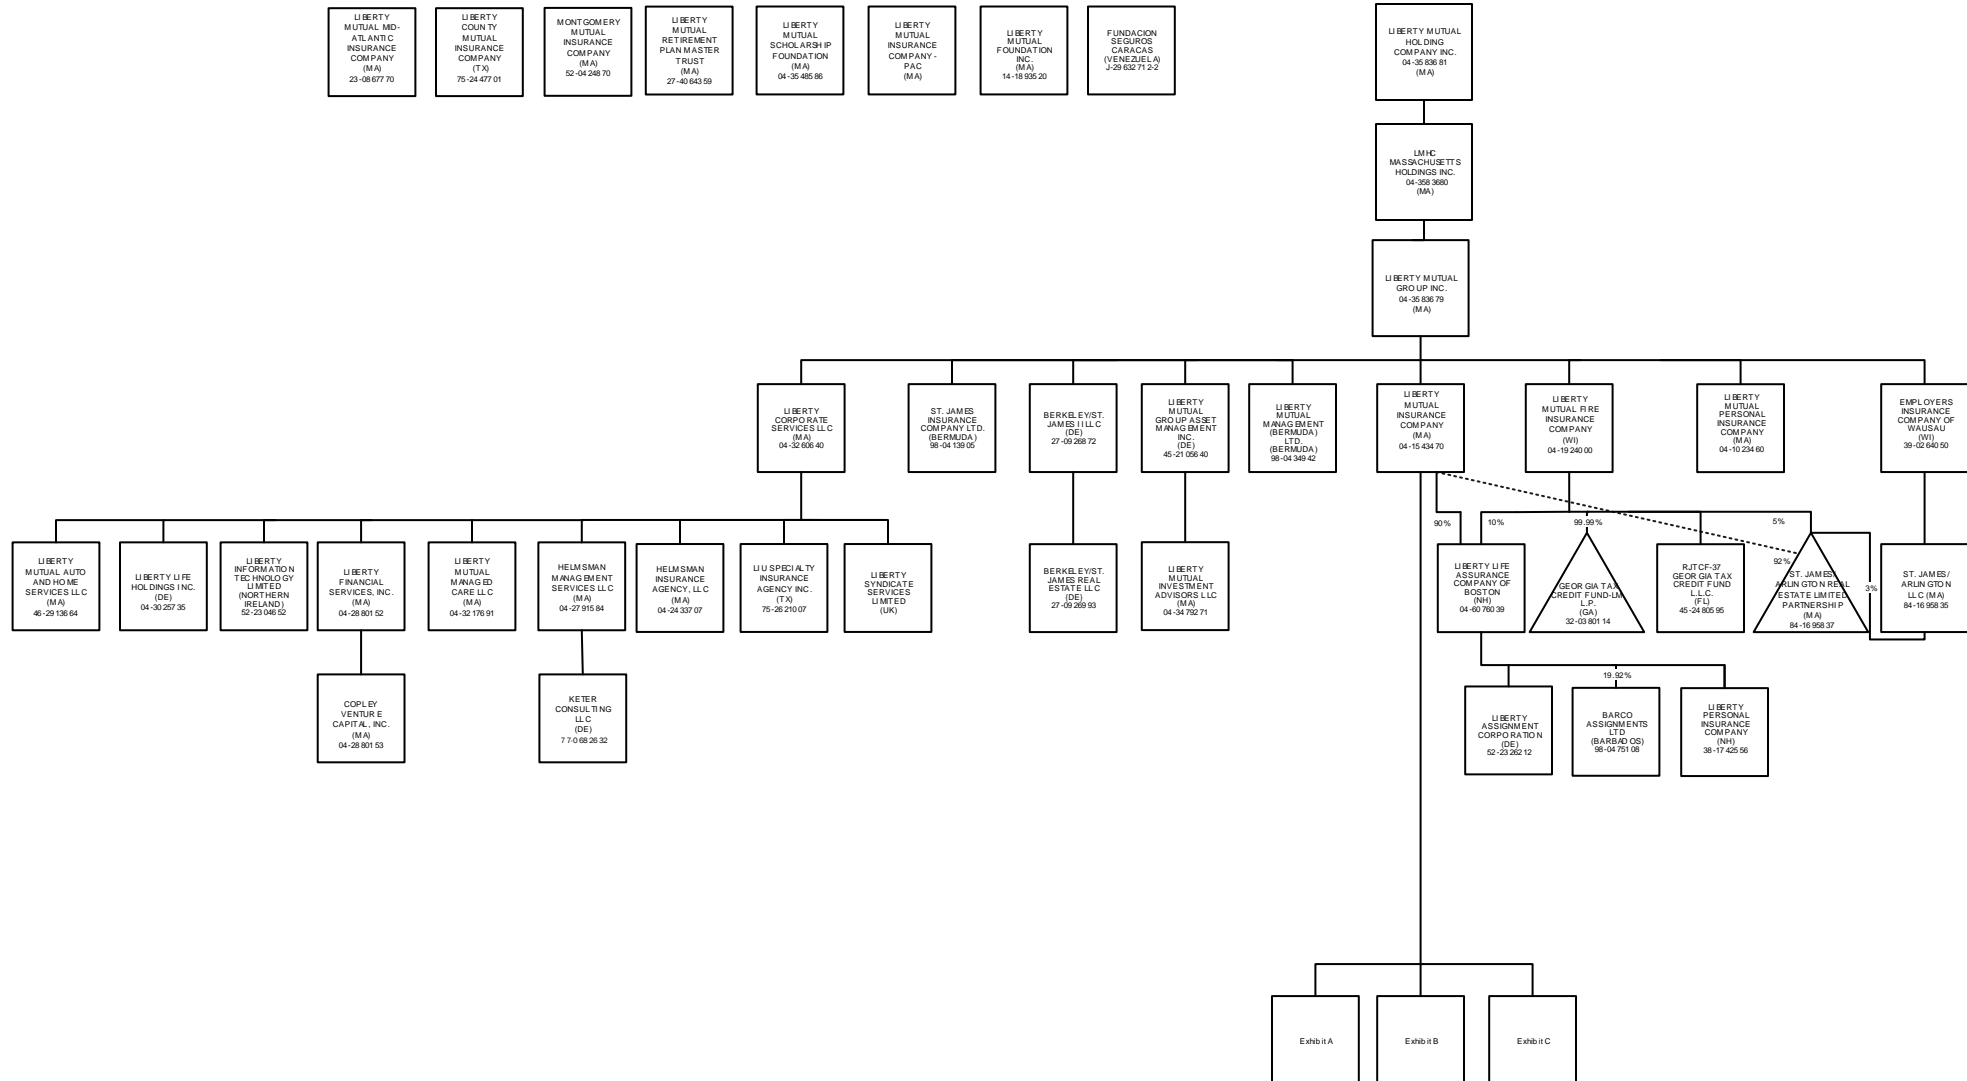 LIBERTY
MUTUAL MID-
ATLANTIC
INSURANCE
COMPANY
(MA)
23-0867770
LIBERTY
COUNTY
MUTUAL
INSURANCE
COMPANY
(TX)
75-2447701
MONTGOMERY
MUTUAL
INSURANCE
COMPANY
(MA)
52-0424870
LIBERTY
MUTUAL
RETIREMENT
PLAN MASTER
TRUST
(MA)
27-4064359
LIBERTY
MUTUAL
SCHOLARSHIP
FOUNDATION
(MA)
04-3548586
LIBERTY
MUTUAL
INSURANCE
COMPANY -
PAC
(MA)
LIBERTY
MUTUAL
FOUNDATION
INC.
(MA)
14-1893520
FUNDACION
SEGUROS
CARACAS
(VENEZUELA)
J-29632712-2
LIBERTY MUTUAL
HOLDING
COMPANY INC.
04-3583681
(MA)
LMHC
MASSACHUSETTS
HOLDINGS INC.
04-3583680
(MA)
LIBERTY MUTUAL
GROUP INC.
04-3583679
(MA)
LIBERTY
CORPORATE
SERVICES LLC
(MA)
04-3260640
ST. JAMES
INSURANCE
COMPANY LTD.
(BERMUDA)
98-0413905
BERKELEY/ST.
JAMES II LLC
(DE)
27-0926872
LIBERTY
MUTUAL
GROUP ASSET
MANAGEMENT
INC.
(DE)
45-2105640
LIBERTY
MUTUAL
MANAGEMENT
(BERMUDA)
LTD.
(BERMUDA)
98-0434942
LIBERTY
MUTUAL
INSURANCE
COMPANY
(MA)
04-1543470
LIBERTY
MUTUAL FIRE
INSURANCE
COMPANY
(WI)
04-1924000
LIBERTY
MUTUAL
PERSONAL
INSURANCE
COMPANY
(MA)
04-1023460
EMPLOYERS
INSURANCE
COMPANY OF
WAUSAU
(WI)
39-0264050
90%
10%
99.99%
5%
92%
3%
LIBERTY
MUTUAL AUTO
AND HOME
SERVICES LLC
(MA)
46-2913664
LIBERTY LIFE
HOLDINGS INC.
(DE)
04-3025735
LIBERTY
INFORMATION
TECHNOLOGY
LIMITED
(NORTHERN
IRELAND)
52-2304652
LIBERTY
FINANCIAL
SERVICES, INC.
(MA)
04-2880152
LIBERTY
MUTUAL
MANAGED
CARE LLC
(MA)
04-3217691
HELMSMAN
MANAGEMENT
SERVICES LLC
(MA)
04-2791584
HELMSMAN
INSURANCE
AGENCY, LLC
(MA)
04-2433707
LIU SPECIALTY
INSURANCE
AGENCY INC.
(TX)
75-2621007
LIBERTY
SYNDICATE
SERVICES
LIMITED
(UK)
BERKELEY/ST.
JAMES REAL
ESTATE LLC
(DE)
27-0926993
LIBERTY
MUTUAL
INVESTMENT
ADVISORS LLC
(MA)
04-3479271
LIBERTY LIFE
ASSURANCE
COMPANY OF
BOSTON
(NH)
04-6076039
GEORGIA TAX
CREDIT FUND-LM
L.P.
(GA)
32-0380114
RJTCF-37
GEORGIA TAX
CREDIT FUND
L.L.C.
(FL)
45-2480595
ST. JAMES/
ARLINGTON REAL
ESTATE LIMITED
PARTNERSHIP
(MA)
84-1695837
ST. JAMES/
ARLINGTON
LLC (MA)
84-1695835
COPLEY
VENTURE
CAPITAL, INC.
(MA)
04-2880153
KETER
CONSULTING
LLC
(DE)
77-0682632
19.92%
LIBERTY
ASSIGNMENT
CORPORATION
(DE)
52-2326212
BARCO
ASSIGNMENTS
LTD
(BARBADOS)
98-0475108
LIBERTY
PERSONAL
INSURANCE
COMPANY
(NH)
38-1742556
Exhibit A
Exhibit B
Exhibit C